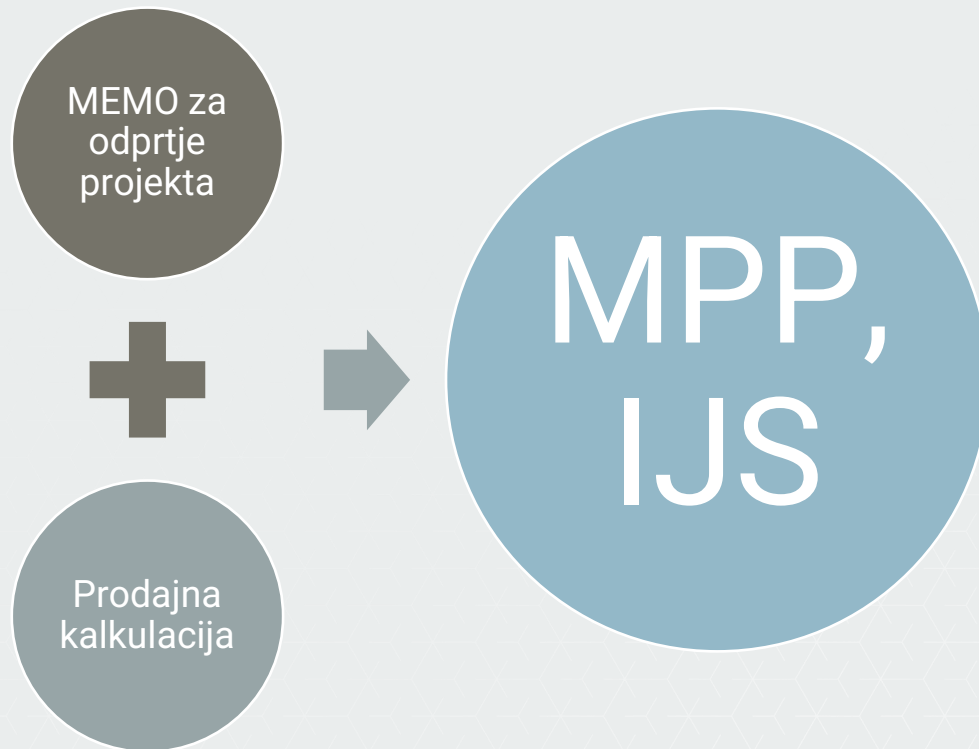 MEMO za
odprtje
projekta
Prodajna
kalkulacija
MPP,
IJS